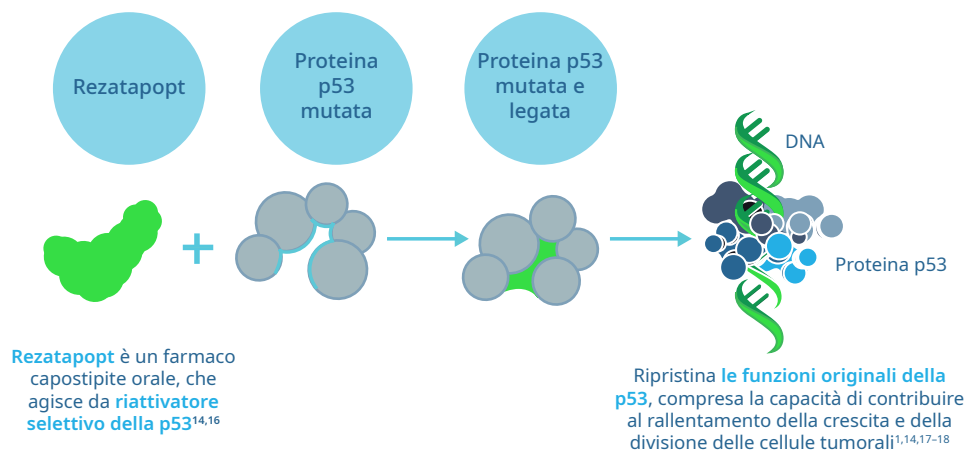 Rezatapopt
Proteina
p53
mutata
Proteina p53
mutata e
legata
DNA
Proteina p53
Rezatapopt è un farmaco
capostipite orale, che
agisce da riattivatore
selettivo della p53¹⁴,¹⁶
Ripristina le funzioni originali della
p53, compresa la capacità di contribuire
al rallentamento della crescita e della
divisione delle cellule tumorali¹,¹⁴,¹⁷⁻¹⁸